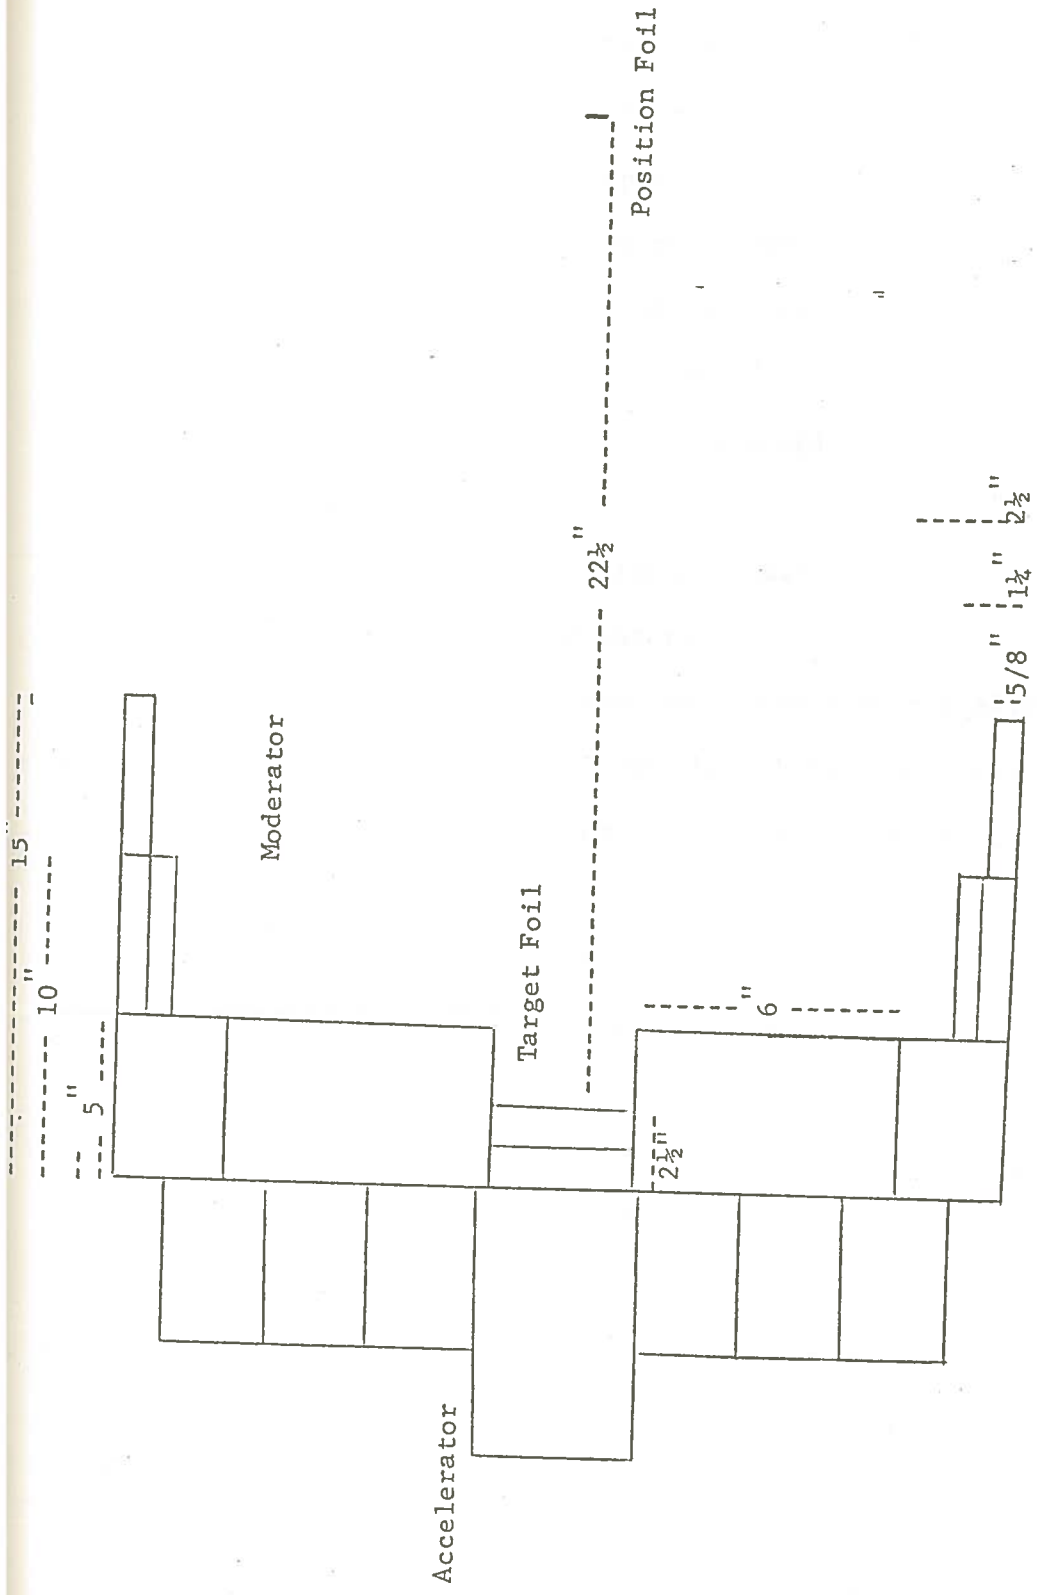 15"
10"
5"
Moderator
Target Foil
Position Foil
22½"
6"
2½"
5/8"
1¼"
2½"
Accelerator